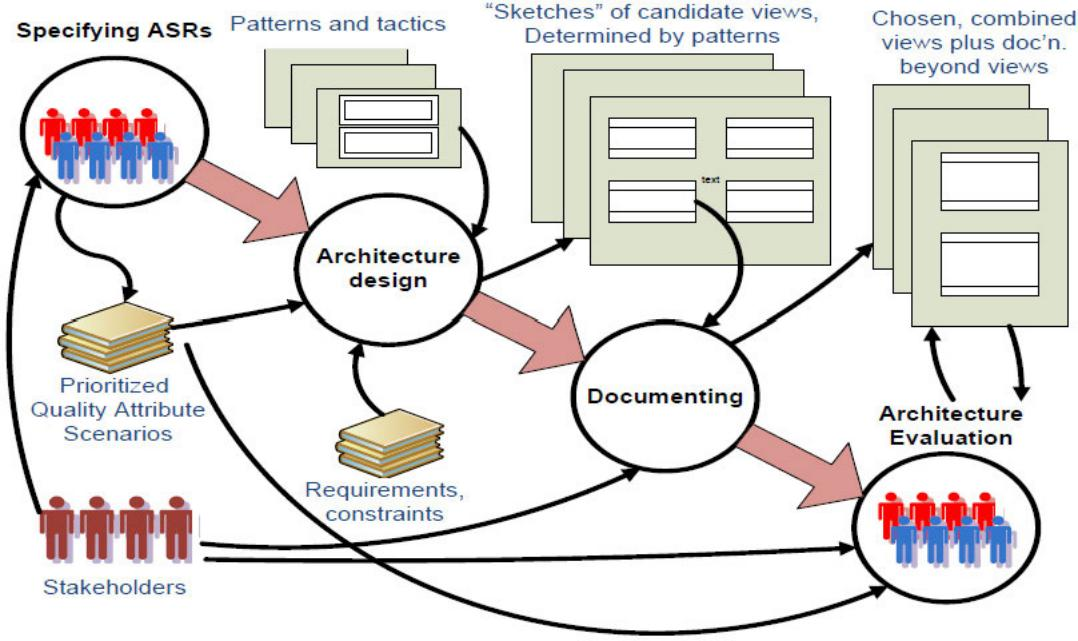 Specifying ASRs
Patterns and tactics
“Sketches” of candidate views,
Determined by patterns
Chosen, combined
views plus doc’n.
beyond views
text
Architecture
design
Prioritized
Quality Attribute
Scenarios
Documenting
Architecture
Evaluation
Requirements,
constraints
Stakeholders